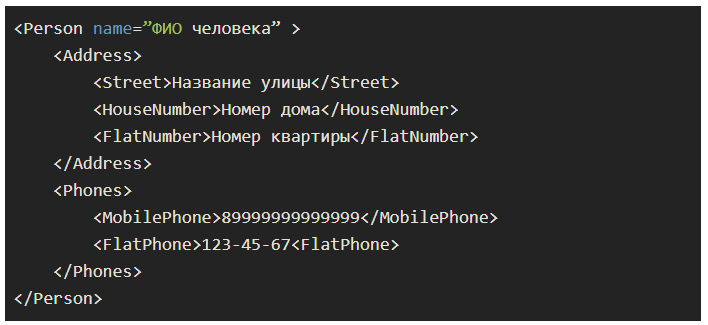 <Person name=”ФИО человека” >
<Address>
<Street>Название улицы</Street>
<HouseNumber>Номер дома</HouseNumber>
<FlatNumber>Номер квартиры</FlatNumber>
</Address>
<Phones>
<MobilePhone>89999999999999</MobilePhone>
<FlatPhone>123-45-67<FlatPhone>
</Phones>
</Person>